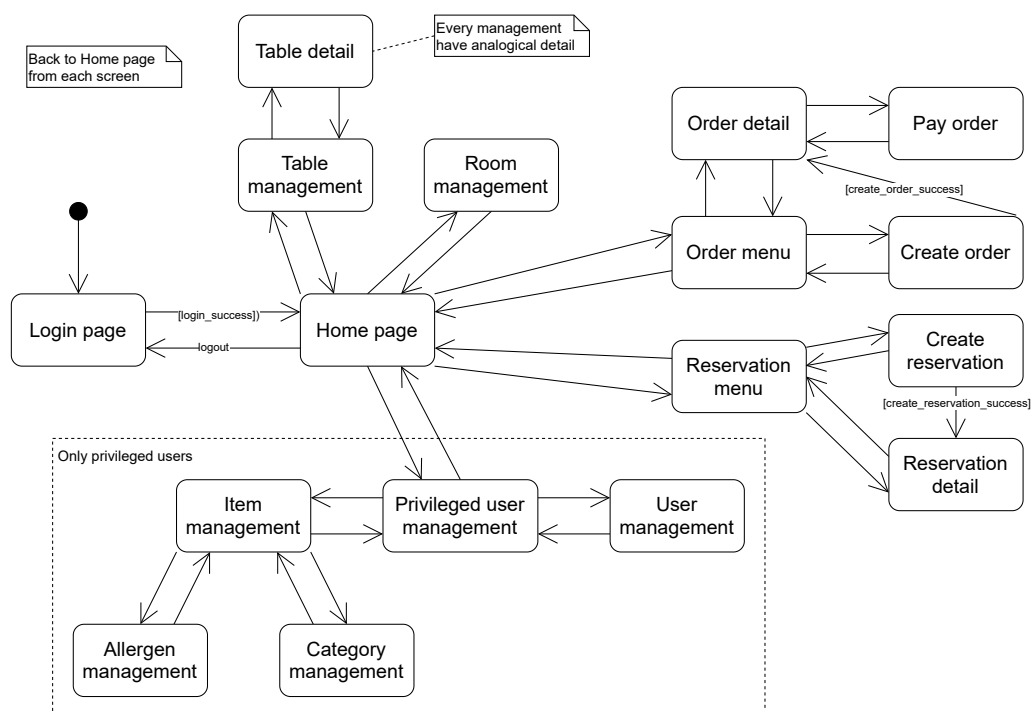 Back to Home page
from each screen
Table detail
Every management
have analogical detail
Table
management
Room
management
Order detail
Pay order
[create_order_success]
Order menu
Create order
Login page
[login_success])
logout
Home page
Reservation
menu
Create
reservation
[create_reservation_success]
Reservation
detail
Only privileged users
Item
management
Privileged user
management
User
management
Allergen
management
Category
management